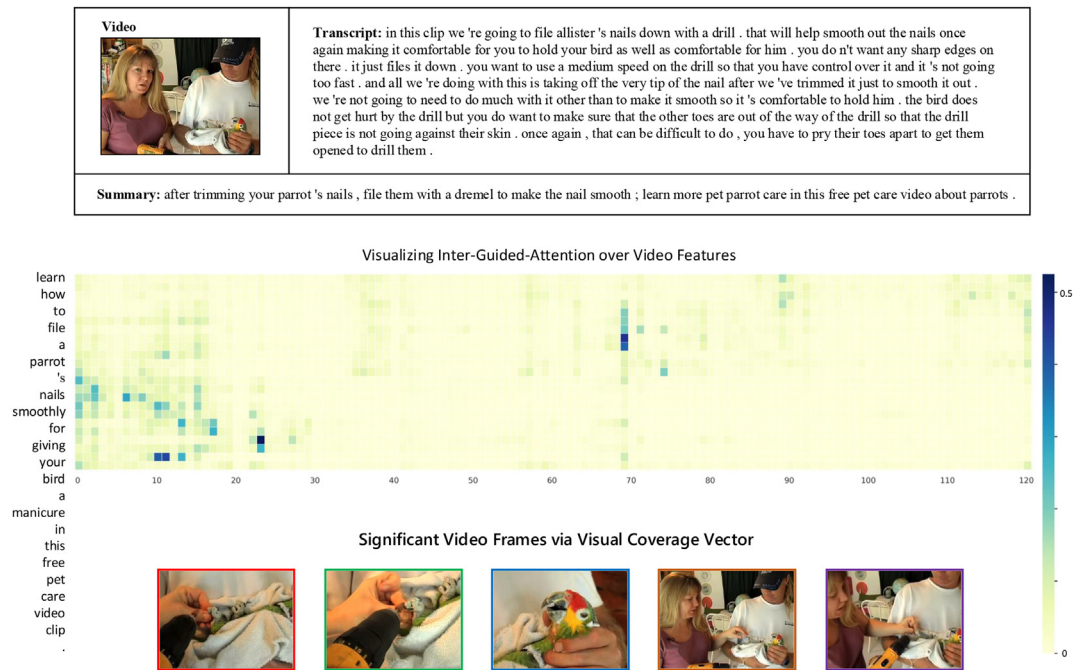 Video
Transcript: in this clip we 're going to file allister 's nails down with a drill . that will help smooth out the nails once
again making it comfortable for you to hold your bird as well as comfortable for him . you do n't want any sharp edges on
there . it just files it down . you want to use a medium speed on the drill so that you have control over it and it 's not going
too fast . and all we 're doing with this is taking off the very tip of the nail after we 've trimmed it just to smooth it out .
we 're not going to need to do much with it other than to make it smooth so it 's comfortable to hold him . the bird does
not get hurt by the drill but you do want to make sure that the other toes are out of the way of the drill so that the drill
piece is not going against their skin . once again , that can be difficult to do , you have to pry their toes apart to get them
opened to drill them .
Summary: after trimming your parrot 's nails , file them with a dremel to make the nail smooth ; learn more pet parrot care in this free pet care video about parrots .
Visualizing Inter-Guided-Attention over Video Features
learn
how
to
file
a
parrot
's
nails
smoothly
for
giving
your
bird
a
manicure
in
this
free
pet
care
video
clip
.
0 10 20 30 40 50 60 70 80 90 100 110 120
0.5
0
Significant Video Frames via Visual Coverage Vector